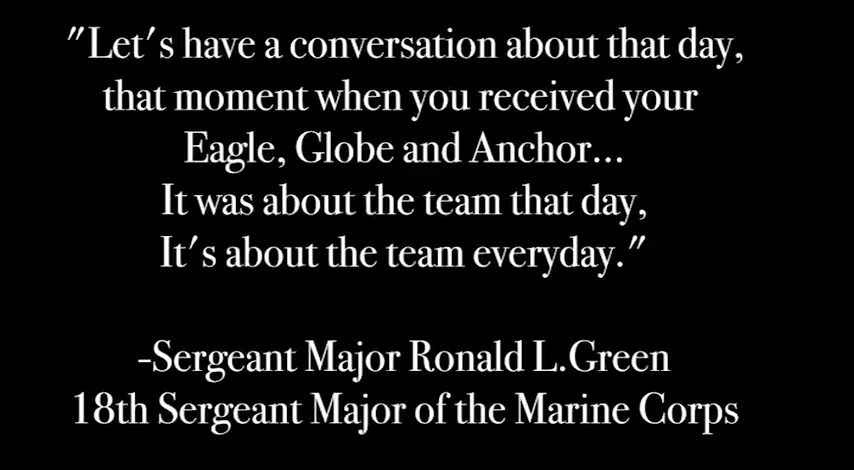 "Let's have a conversation about that day,
that moment when you received your
Eagle, Globe and Anchor...
It was about the team that day,
It's about the team everyday."
-Sergeant Major Ronald L.Green
18th Sergeant Major of the Marine Corps